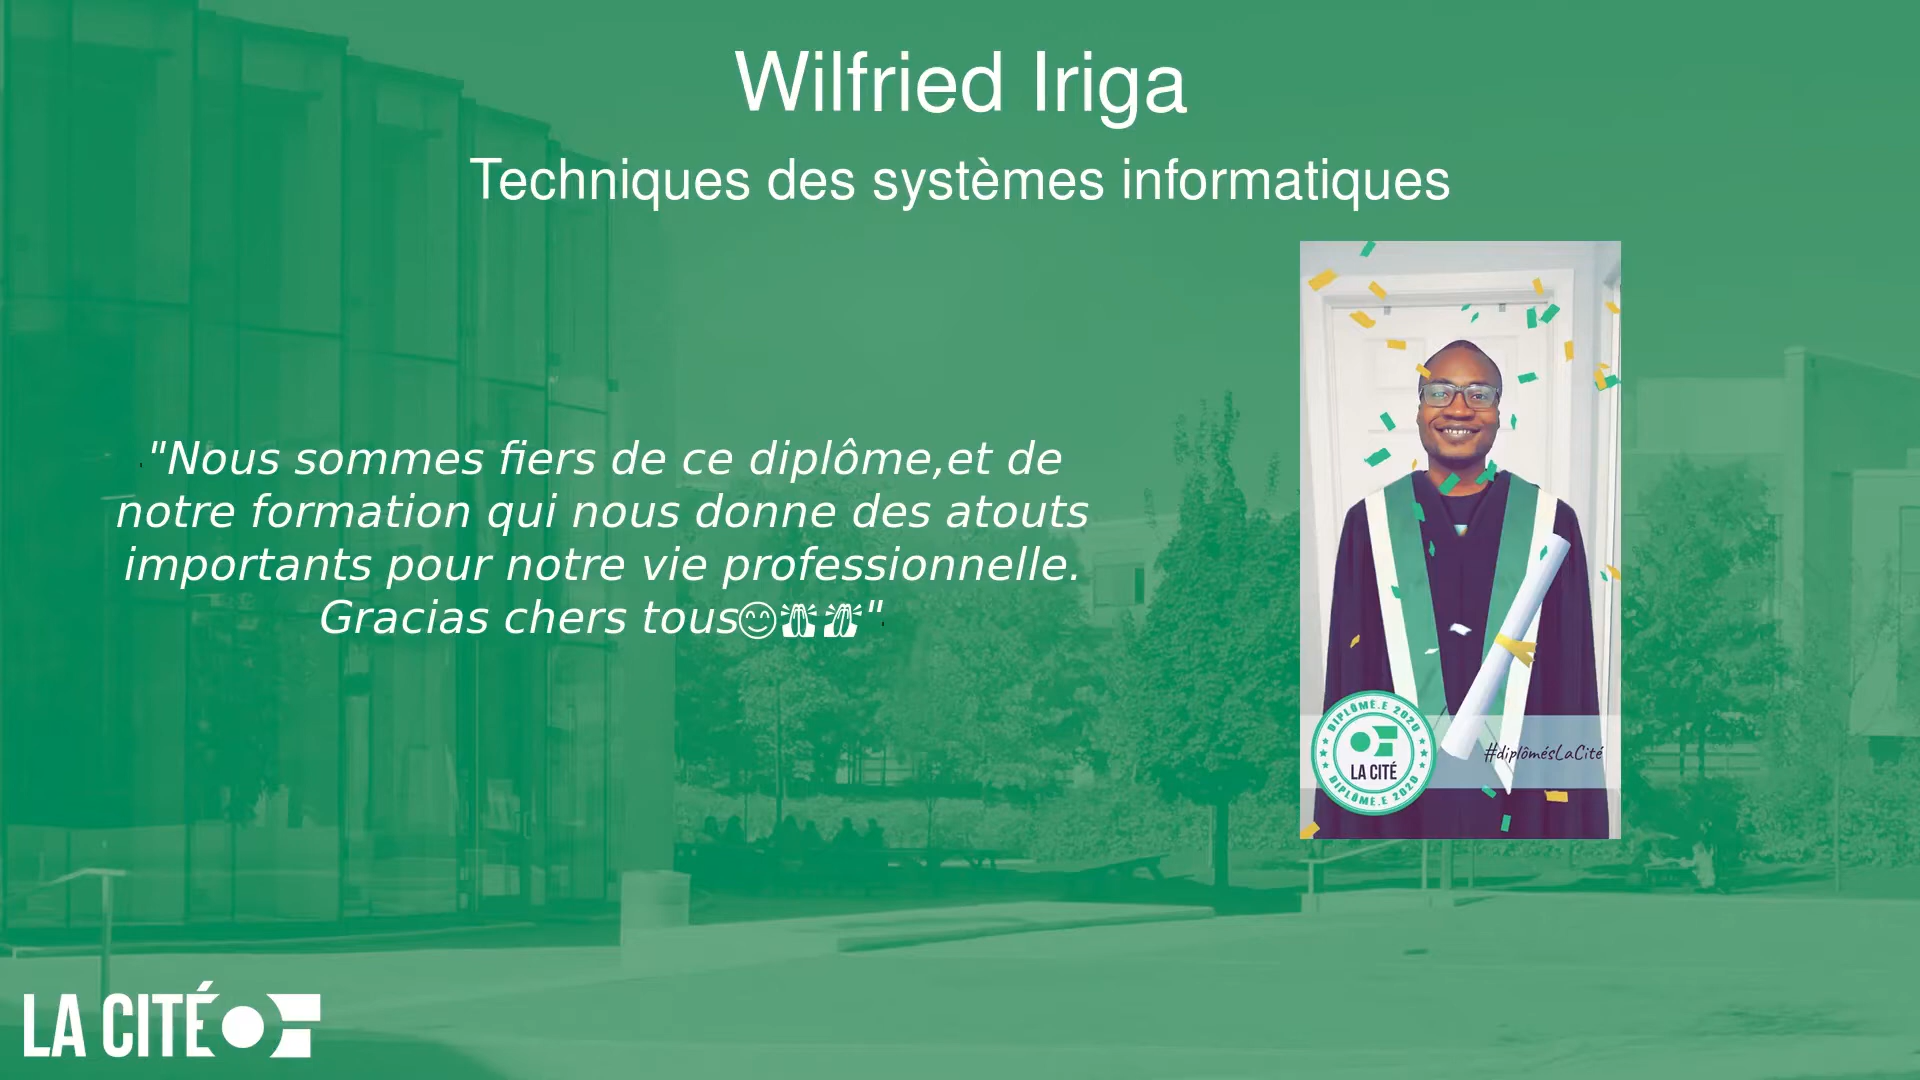 Wilfried Iriga
Techniques des systèmes informatiques
"Nous sommes fiers de ce diplôme,et de
notre formation qui nous donne des atouts
importants pour notre vie professionnelle.
Gracias chers tous😊🙌🙌"
DIPLÔMÉ.E 2020
LA CITÉ
DIPLÔMÉ.E 2020
#diplômésLaCité
LA CITÉ